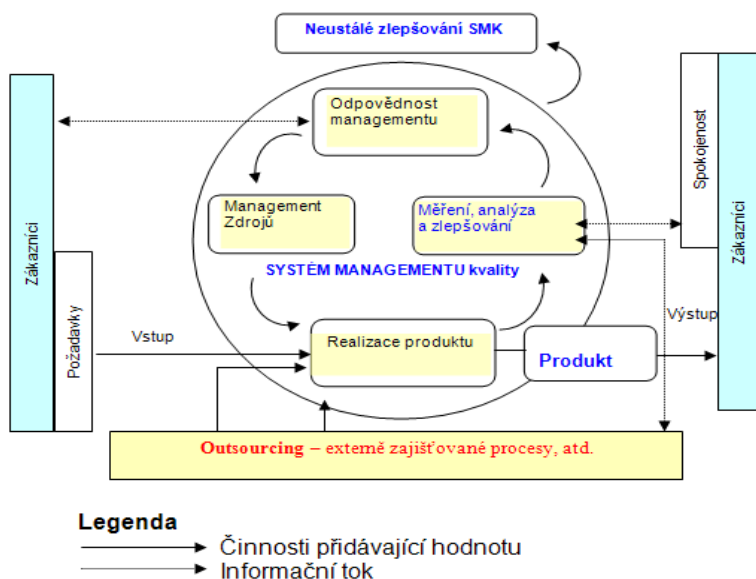 Neustálé zlepšování SMK
Odpovědnost
managementu
Management
Zdrojů
Měření, analýza
a zlepšování
SYSTÉM MANAGEMENTU kvality
Zákazníci
Požadavky
Vstup
Realizace produktu
Produkt
Výstup
Spokojenost
Zákazníci
Outsourcing – externě zajišťované procesy, atd.
Legenda
Činnosti přidávající hodnotu
Informační tok